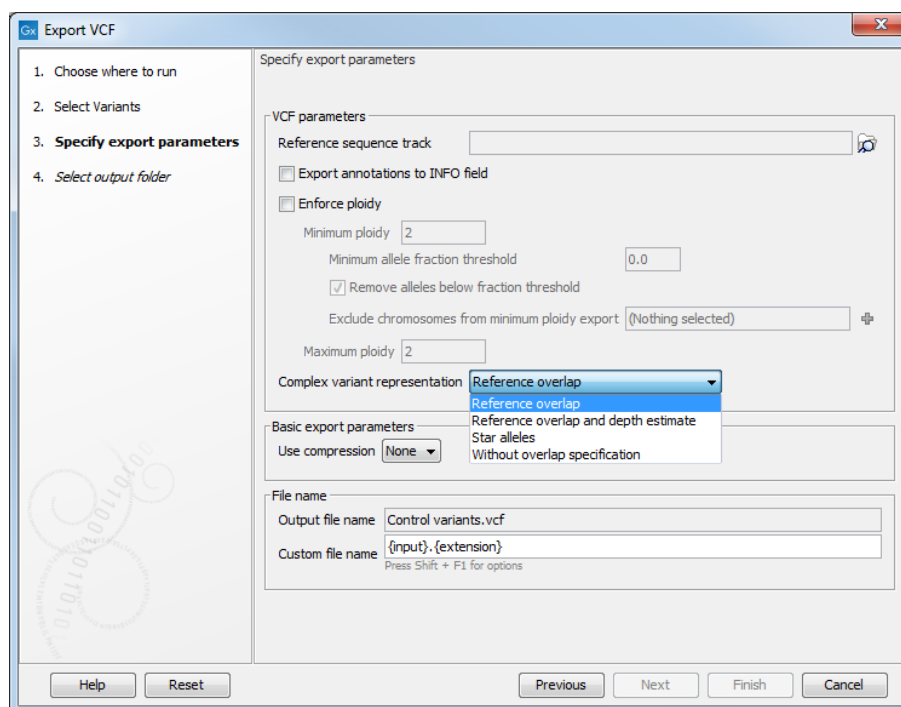 Gx Export VCF
1. Choose where to run
2. Select Variants
3. Specify export parameters
4. Select output folder
Specify export parameters
VCF parameters
Reference sequence track
Export annotations to INFO field
Enforce ploidy
Minimum ploidy 2
Minimum allele fraction threshold 0.0
Remove alleles below fraction threshold
Exclude chromosomes from minimum ploidy export (Nothing selected)
Maximum ploidy 2
Complex variant representation Reference overlap
Reference overlap
Reference overlap and depth estimate
Star alleles
Without overlap specification
Basic export parameters
Use compression None
File name
Output file name Control variants.vcf
Custom file name {input}.{extension}
Press Shift + F1 for options
Help Reset Previous Next Finish Cancel